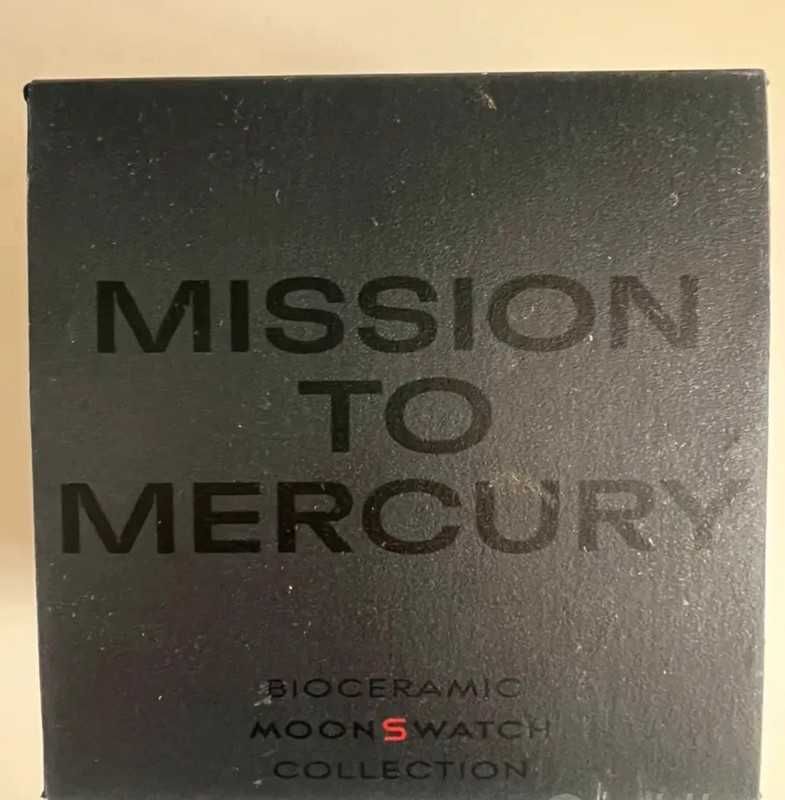 MISSION
TO
MERCURY
BIOCERAMIC
MOONSWATCH
COLLECTION